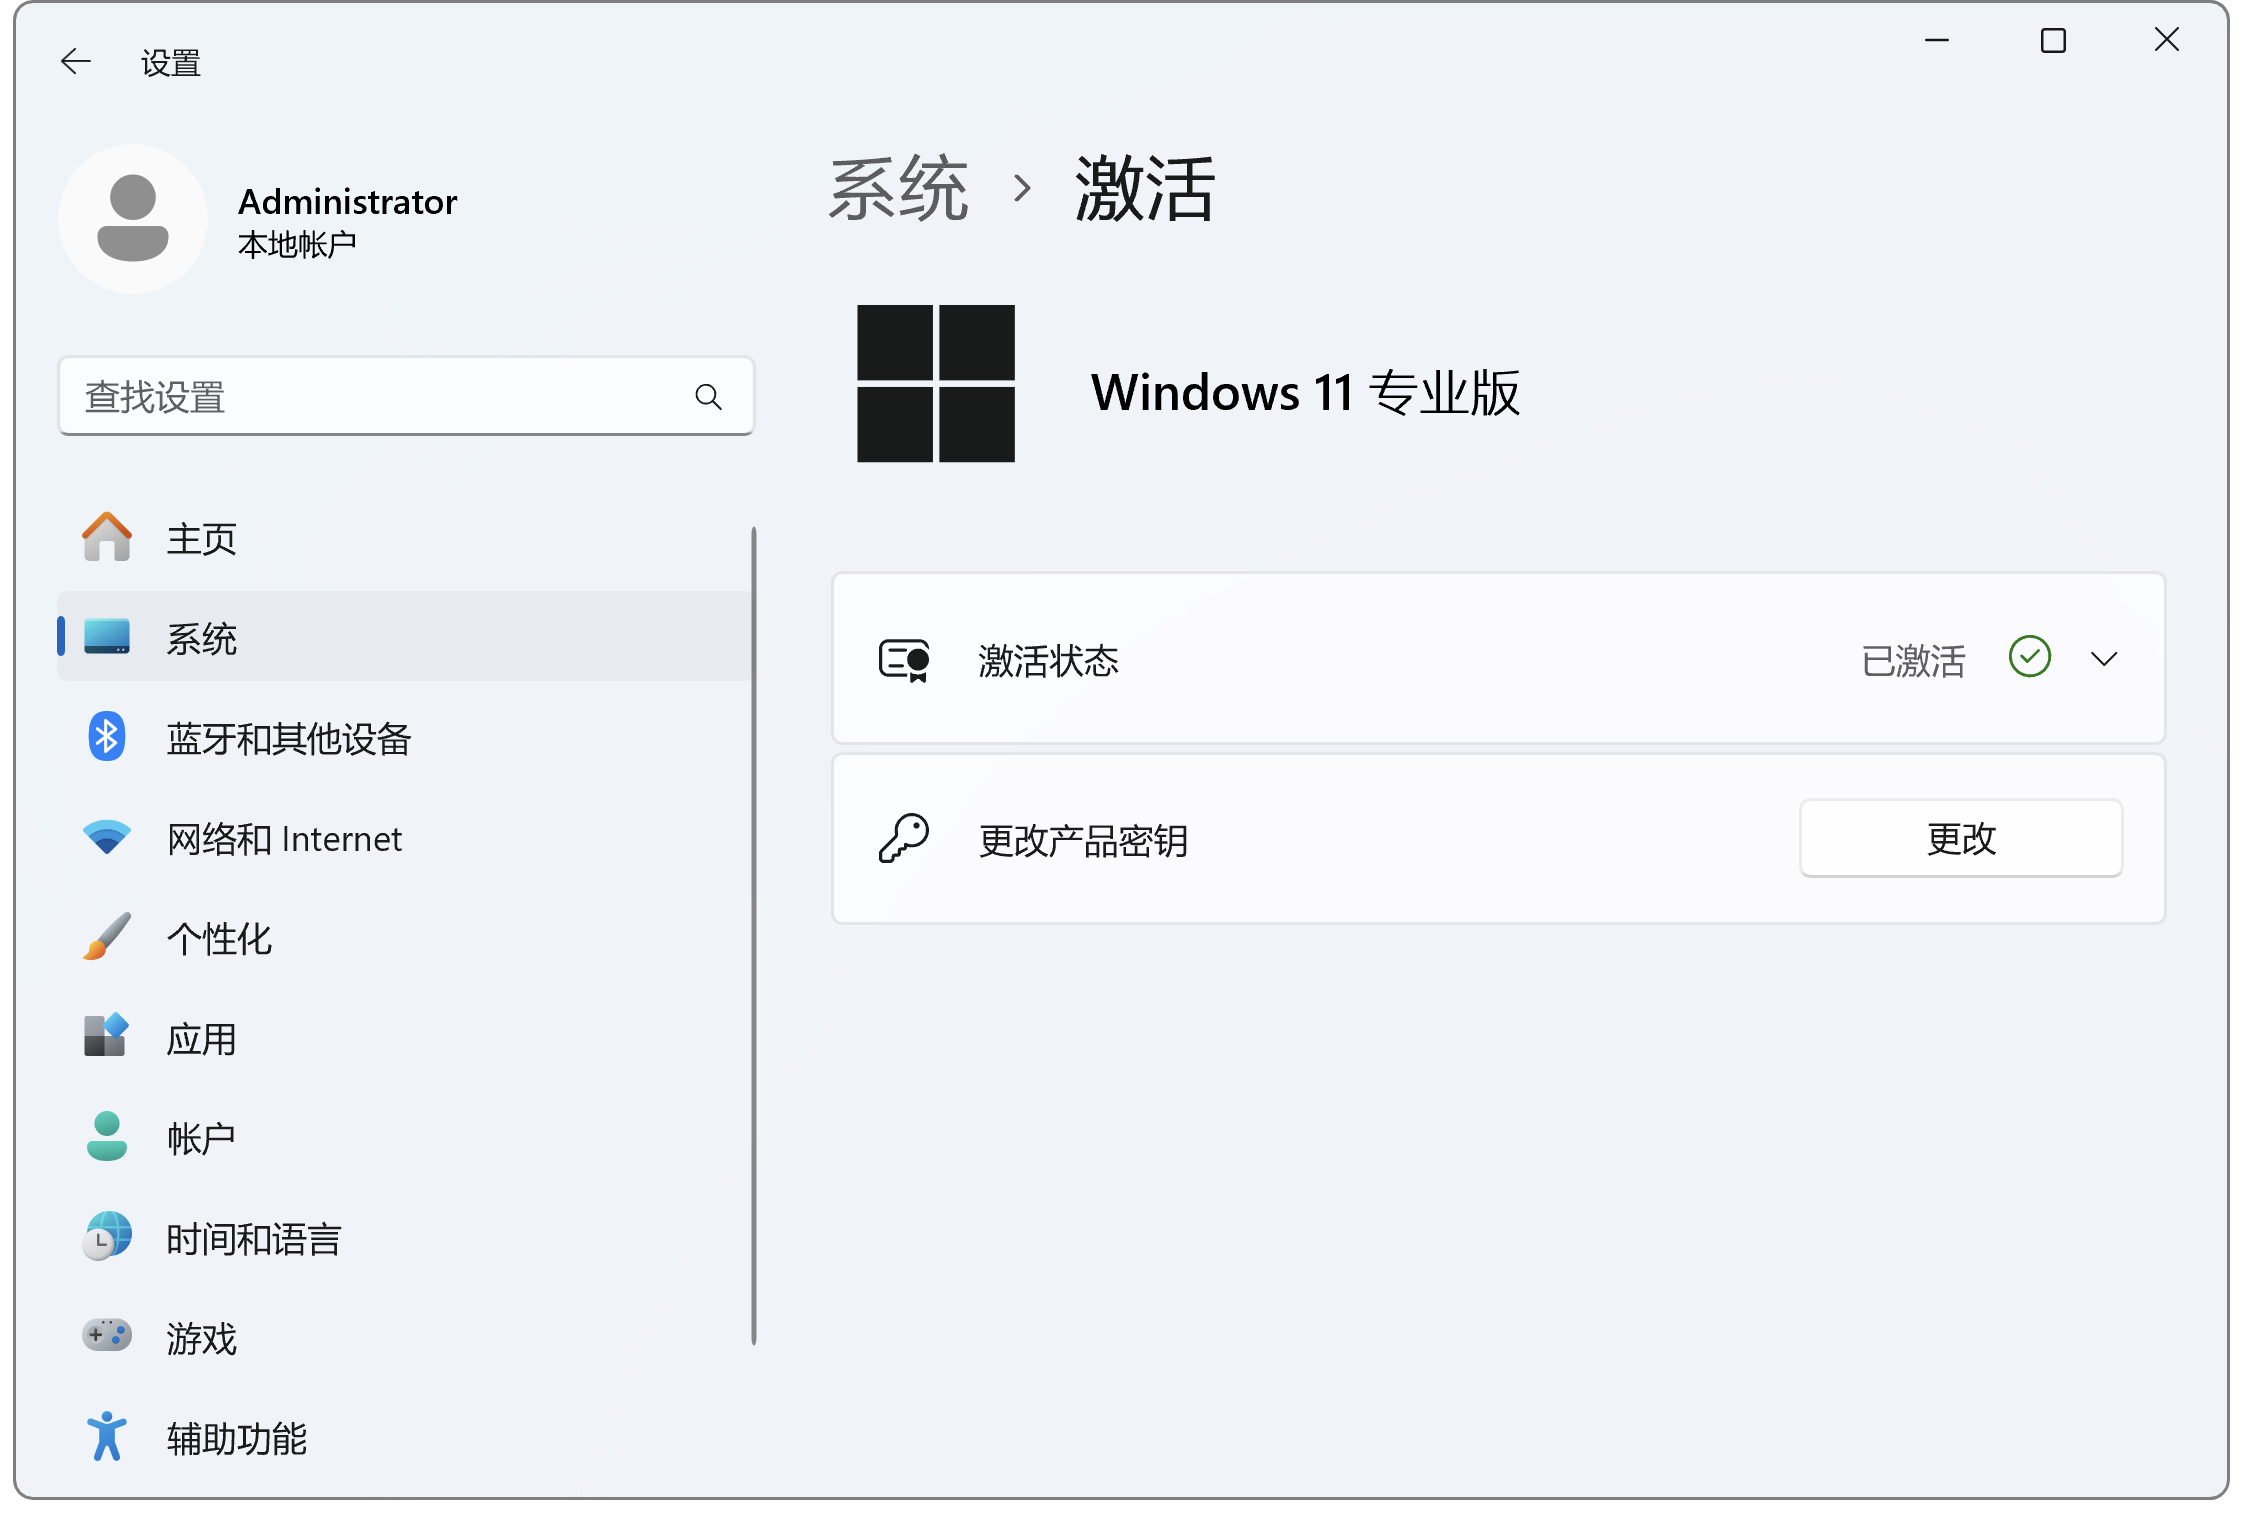 设置
Administrator
本地帐户
查找设置
主页
系统
蓝牙和其他设备
网络和 Internet
个性化
应用
帐户
时间和语言
游戏
辅助功能
系统 › 激活
Windows 11 专业版
激活状态
已激活
更改产品密钥
更改